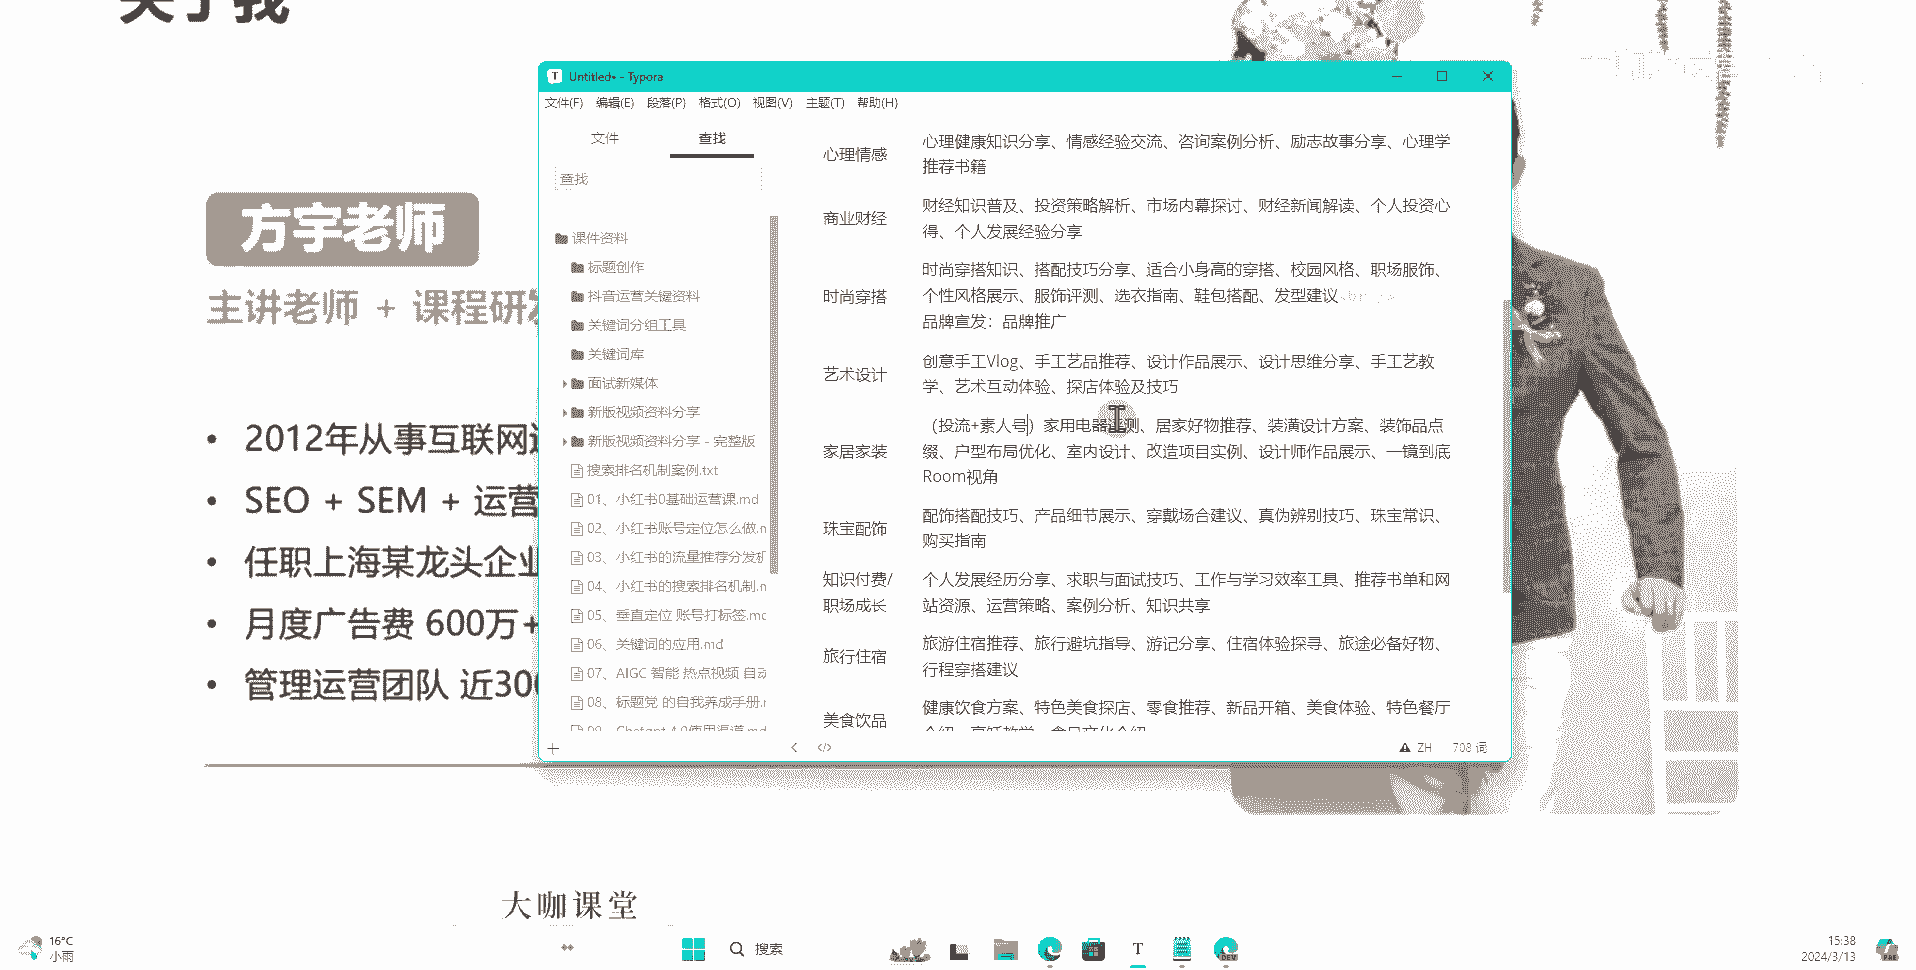 关于我
方宇老师
主讲老师 + 课程研
• 2012年从事互联网
• SEO + SEM + 运营
• 任职上海某龙头企业
• 月度广告费 600万+
• 管理运营团队 近300
大咖课堂
T Untitled• - Typora
文件(F) 编辑(E) 段落(P) 格式(O) 视图(V) 主题(T) 帮助(H)
文件 查找
查找
课件资料
标题创作
抖音运营关键资料
关键词分组工具
关键词库
面试新媒体
新版视频资料分享
新版视频资料分享 - 完整版
搜索排名机制案例.txt
01、小红书0基础运营课.md
02、小红书账号定位怎么做.n
03、小红书的流量推荐分发机
04、小红书的搜索排名机制.n
05、垂直定位 账号打标签.mc
06、关键词的应用.md
07、AIGC 智能 热点视频 自动
08、标题党 的自我养成手册.r
心理情感
心理健康知识分享、情感经验交流、咨询案例分析、励志故事分享、心理学
推荐书籍
商业财经
财经知识普及、投资策略解析、市场内幕探讨、财经新闻解读、个人投资心
得、个人发展经验分享
时尚穿搭
时尚穿搭知识、搭配技巧分享、适合小身高的穿搭、校园风格、职场服饰、
个性风格展示、服饰评测、选衣指南、鞋包搭配、发型建议
品牌宣发：品牌推广
艺术设计
创意手工Vlog、手工艺品推荐、设计作品展示、设计思维分享、手工艺教
学、艺术互动体验、探店体验及技巧
家居家装
（投流+素人号）家用电器评测、居家好物推荐、装潢设计方案、装饰品点
缀、户型布局优化、室内设计、改造项目实例、设计师作品展示、一镜到底
Room视角
珠宝配饰
配饰搭配技巧、产品细节展示、穿戴场合建议、真伪辨别技巧、珠宝常识、
购买指南
知识付费/
职场成长
个人发展经历分享、求职与面试技巧、工作与学习效率工具、推荐书单和网
站资源、运营策略、案例分析、知识共享
旅行住宿
旅游住宿推荐、旅行避坑指导、游记分享、住宿体验探寻、旅途必备好物、
行程穿搭建议
美食饮品
健康饮食方案、特色美食探店、零食推荐、新品开箱、美食体验、特色餐厅
</> ZH 708 词
16°C
小雨
搜索
T
DEV
15:38
2024/3/13
PRE